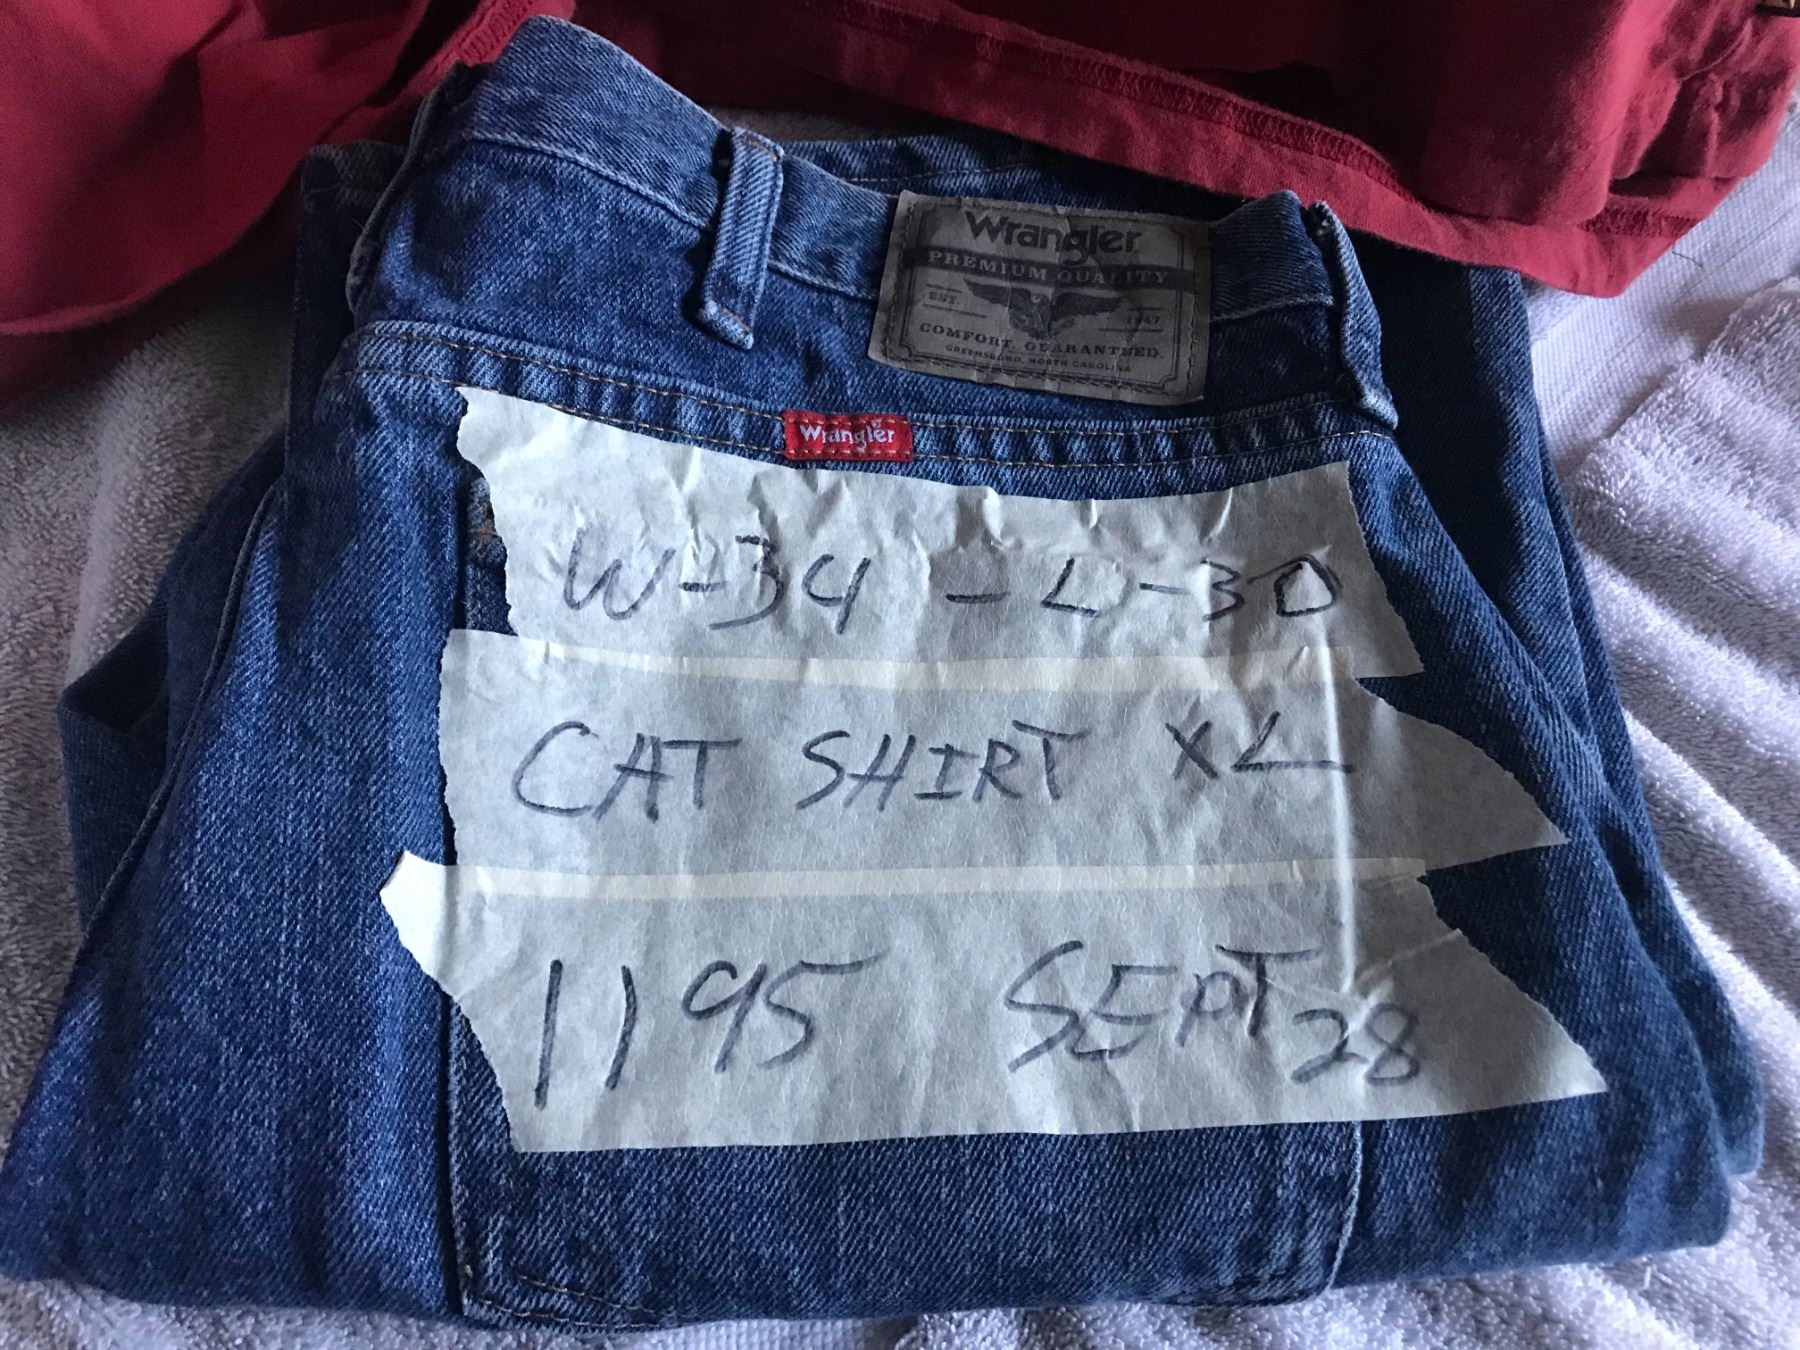 Wrangler
PREMIUM QUALITY
EST. 1947
COMFORT. GUARANTEED.
GREENSBORO, NORTH CAROLINA
Wrangler
W-34 - L-30
CAT SHIRT XL
1195 SEPT 28